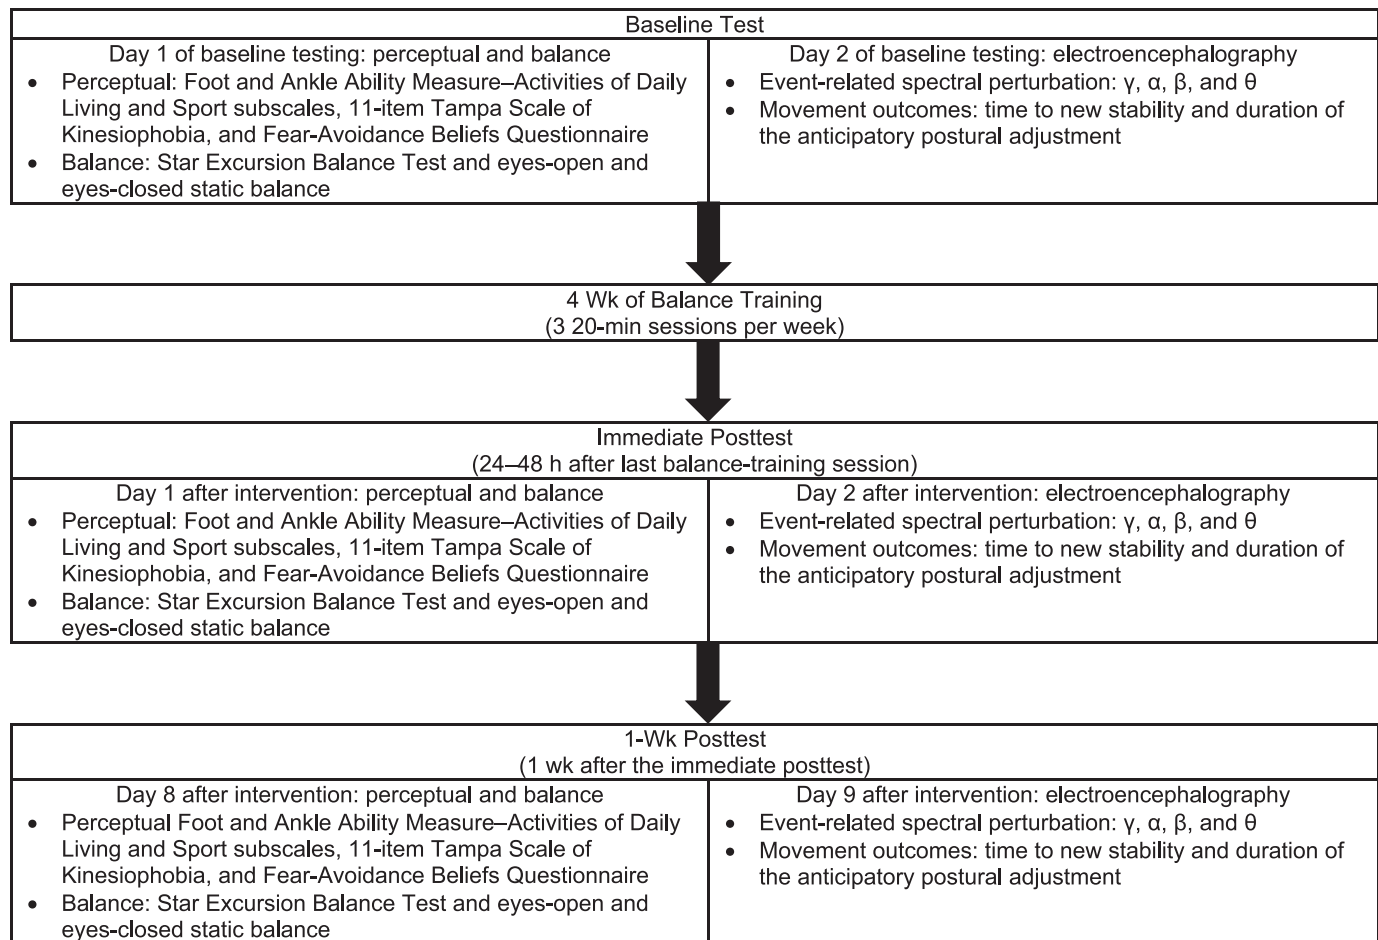 Baseline Test
Day 1 of baseline testing: perceptual and balance
• Perceptual: Foot and Ankle Ability Measure–Activities of Daily
Living and Sport subscales, 11-item Tampa Scale of
Kinesiophobia, and Fear-Avoidance Beliefs Questionnaire
• Balance: Star Excursion Balance Test and eyes-open and
eyes-closed static balance
Day 2 of baseline testing: electroencephalography
• Event-related spectral perturbation: γ, α, β, and θ
• Movement outcomes: time to new stability and duration of
the anticipatory postural adjustment
4 Wk of Balance Training
(3 20-min sessions per week)
Immediate Posttest
(24–48 h after last balance-training session)
Day 1 after intervention: perceptual and balance
• Perceptual: Foot and Ankle Ability Measure–Activities of Daily
Living and Sport subscales, 11-item Tampa Scale of
Kinesiophobia, and Fear-Avoidance Beliefs Questionnaire
• Balance: Star Excursion Balance Test and eyes-open and
eyes-closed static balance
Day 2 after intervention: electroencephalography
• Event-related spectral perturbation: γ, α, β, and θ
• Movement outcomes: time to new stability and duration of
the anticipatory postural adjustment
1-Wk Posttest
(1 wk after the immediate posttest)
Day 8 after intervention: perceptual and balance
• Perceptual Foot and Ankle Ability Measure–Activities of Daily
Living and Sport subscales, 11-item Tampa Scale of
Kinesiophobia, and Fear-Avoidance Beliefs Questionnaire
• Balance: Star Excursion Balance Test and eyes-open and
eyes-closed static balance
Day 9 after intervention: electroencephalography
• Event-related spectral perturbation: γ, α, β, and θ
• Movement outcomes: time to new stability and duration of
the anticipatory postural adjustment